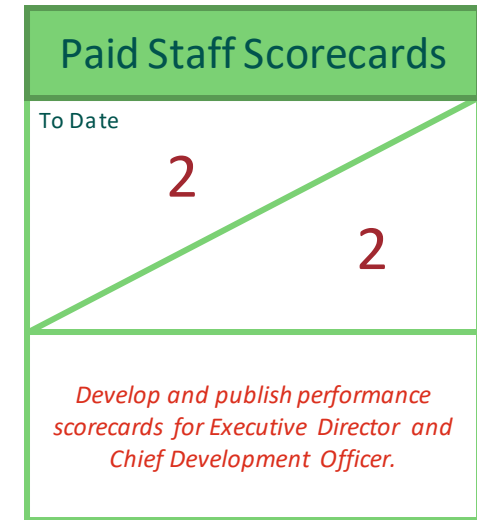 Paid Staff Scorecards
To Date
2
2
Develop and publish performance
scorecards for Executive Director and
Chief Development Officer.